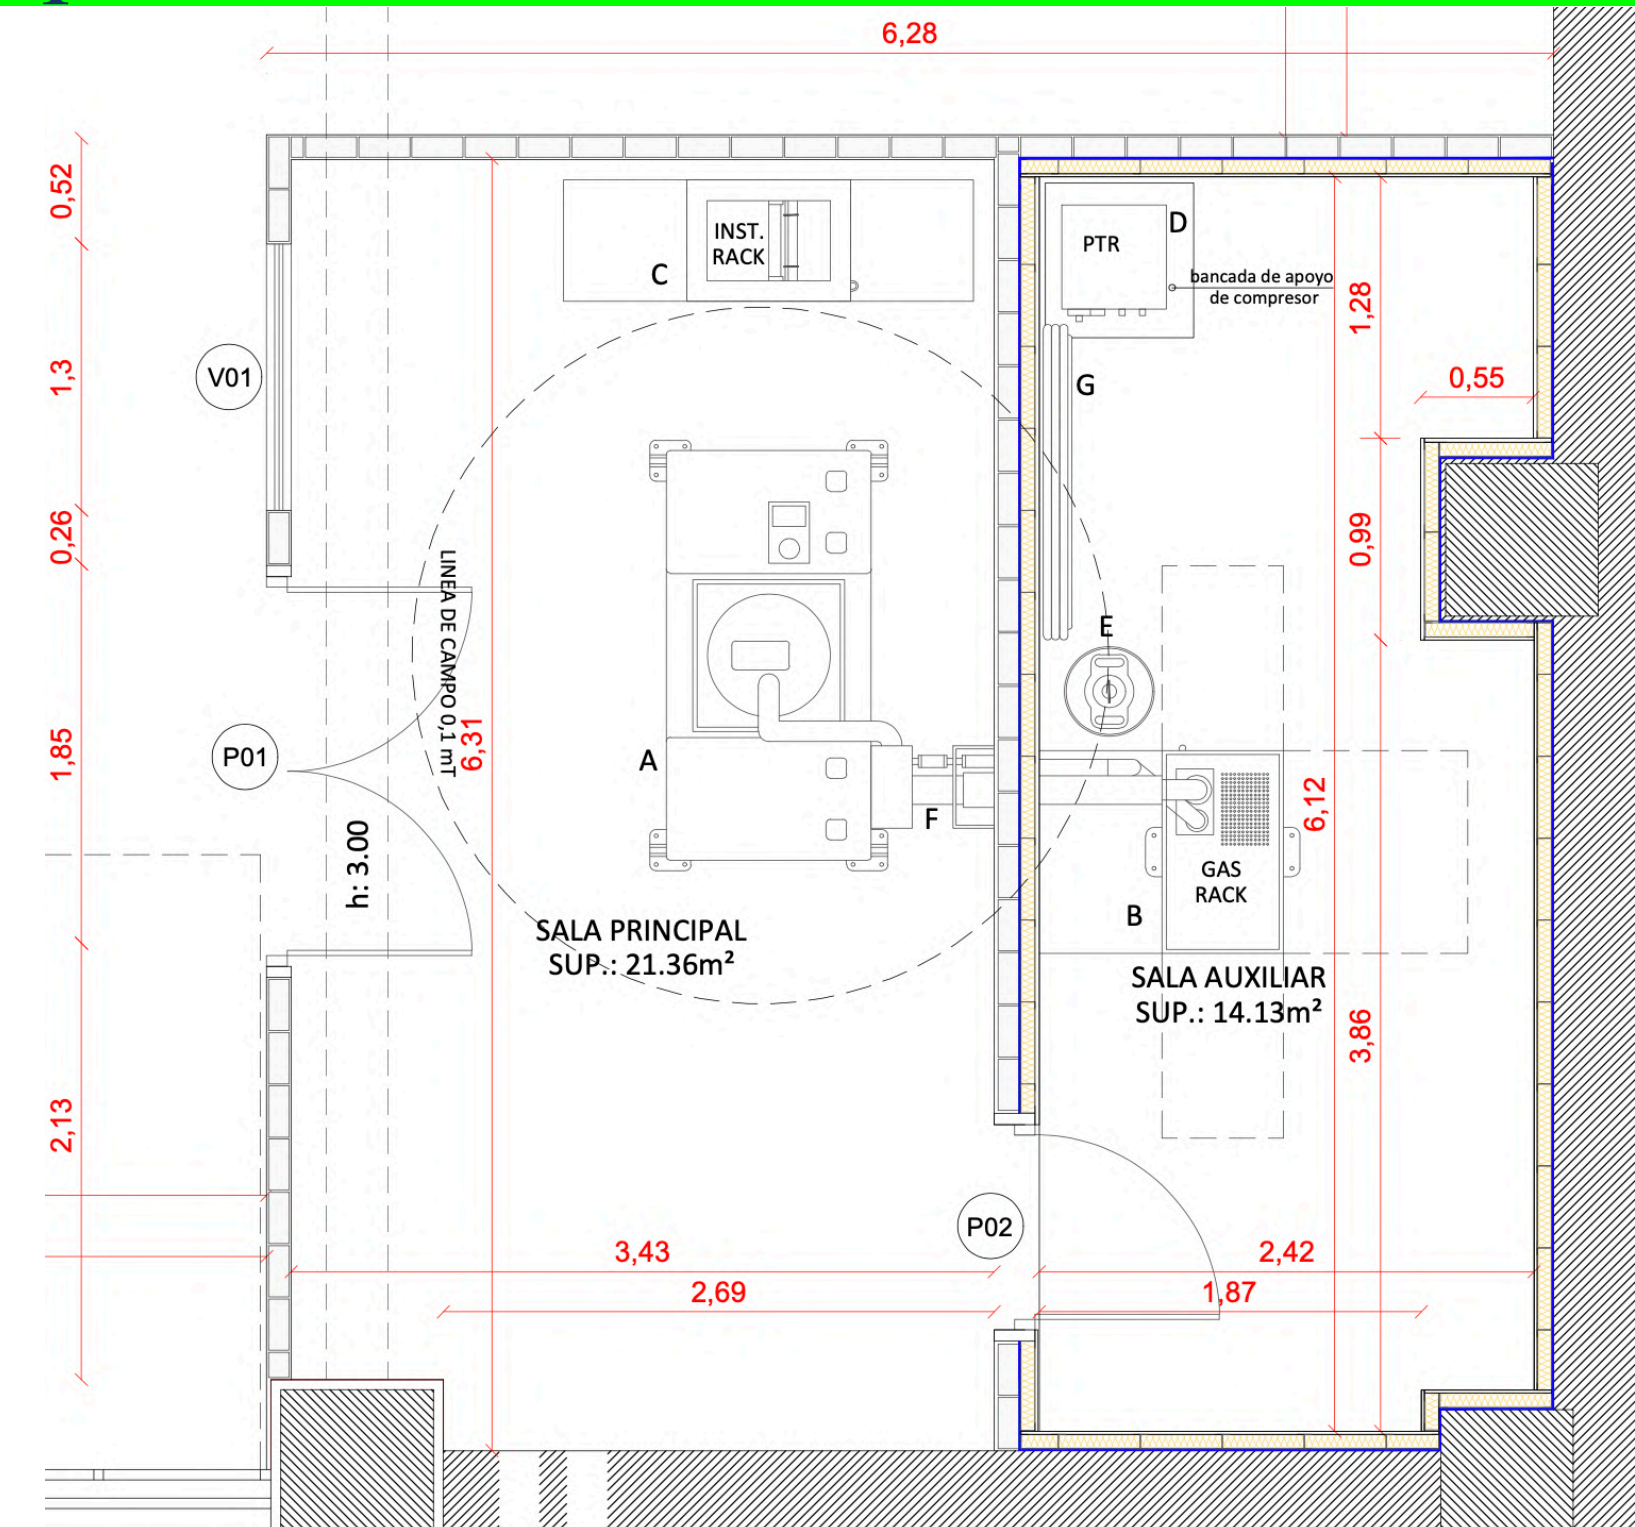 6,28
0,52
INST.
RACK
C
PTR
D
bancada de apoyo
de compresor
1,28
V01
1,3
G
0,55
0,26
0,99
LINEA DE CAMPO 0,1 mT
E
6,31
A
P01
1,85
F
6,12
h: 3.00
GAS
RACK
B
SALA PRINCIPAL
SUP.: 21.36m²
SALA AUXILIAR
SUP.: 14.13m²
3,86
2,13
P02
3,43
2,42
2,69
1,87